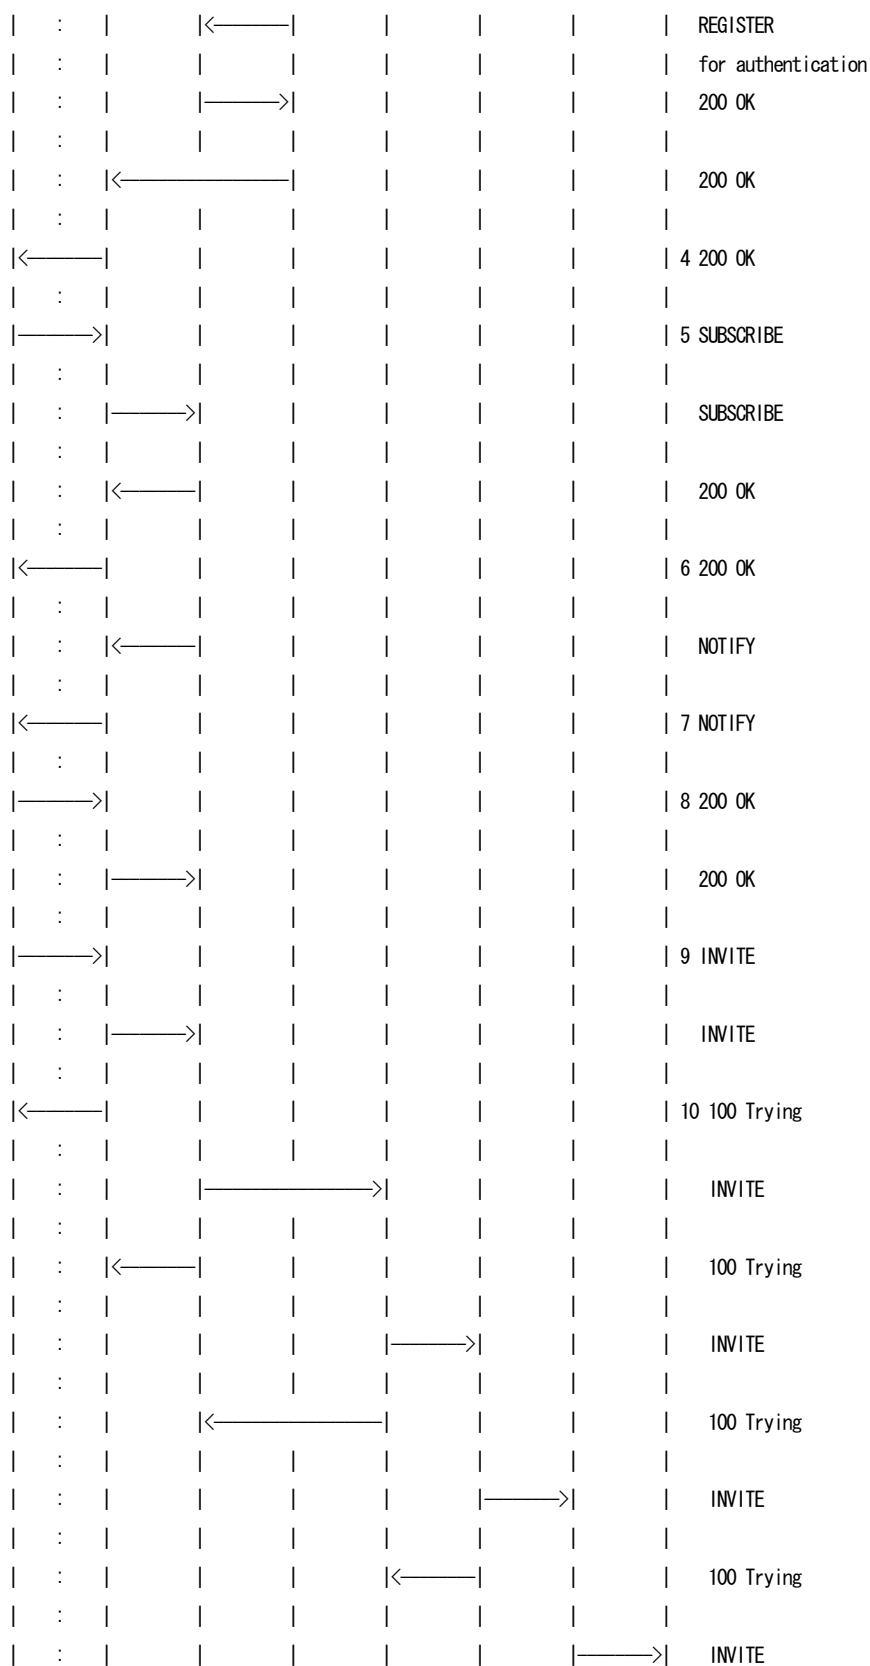 REGISTER
for authentication
200 OK
200 OK
4 200 OK
5 SUBSCRIBE
SUBSCRIBE
200 OK
6 200 OK
NOTIFY
7 NOTIFY
8 200 OK
200 OK
9 INVITE
INVITE
10 100 Trying
INVITE
100 Trying
INVITE
100 Trying
INVITE
100 Trying
INVITE